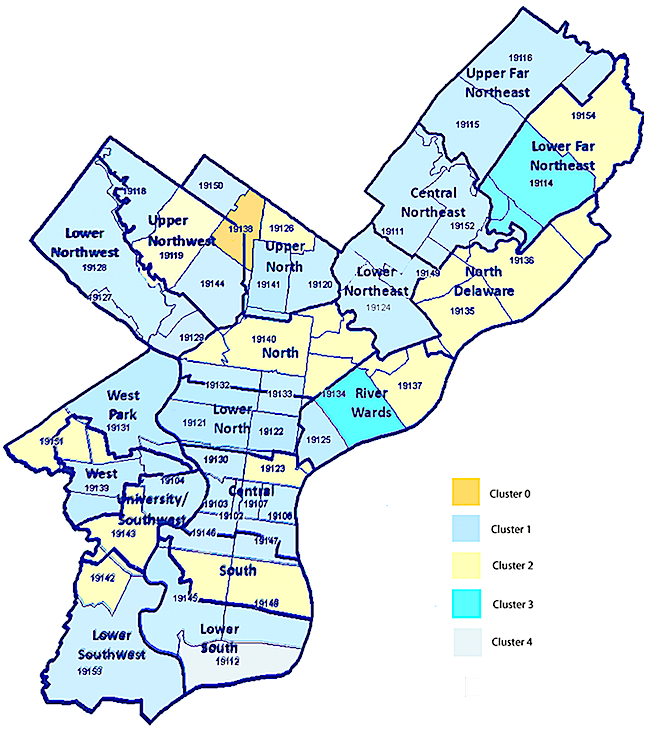 19116
Upper Far
Northeast
19154
19115
Lower Far
Northeast
19114
19150
19118
Central
Northeast
19138
19126
Upper
Northwest
19152
19111
Lower
Northwest
Upper
North
19119
19136
19128
19149
Lower
Northeast
North
Delaware
19144
19141
19120
19127
19124
19135
19129
19140
North
19132
19133
19134
River
Wards
19137
West
Park
19131
Lower
North
19121
19122
19125
19151
19130
19123
West
19139
19104
Central
University/
Southwest
19103
19107
19102
19106
19143
19146
19147
South
19142
19145
19148
Lower
Southwest
19153
Lower
South
19112
Cluster 0
Cluster 1
Cluster 2
Cluster 3
Cluster 4